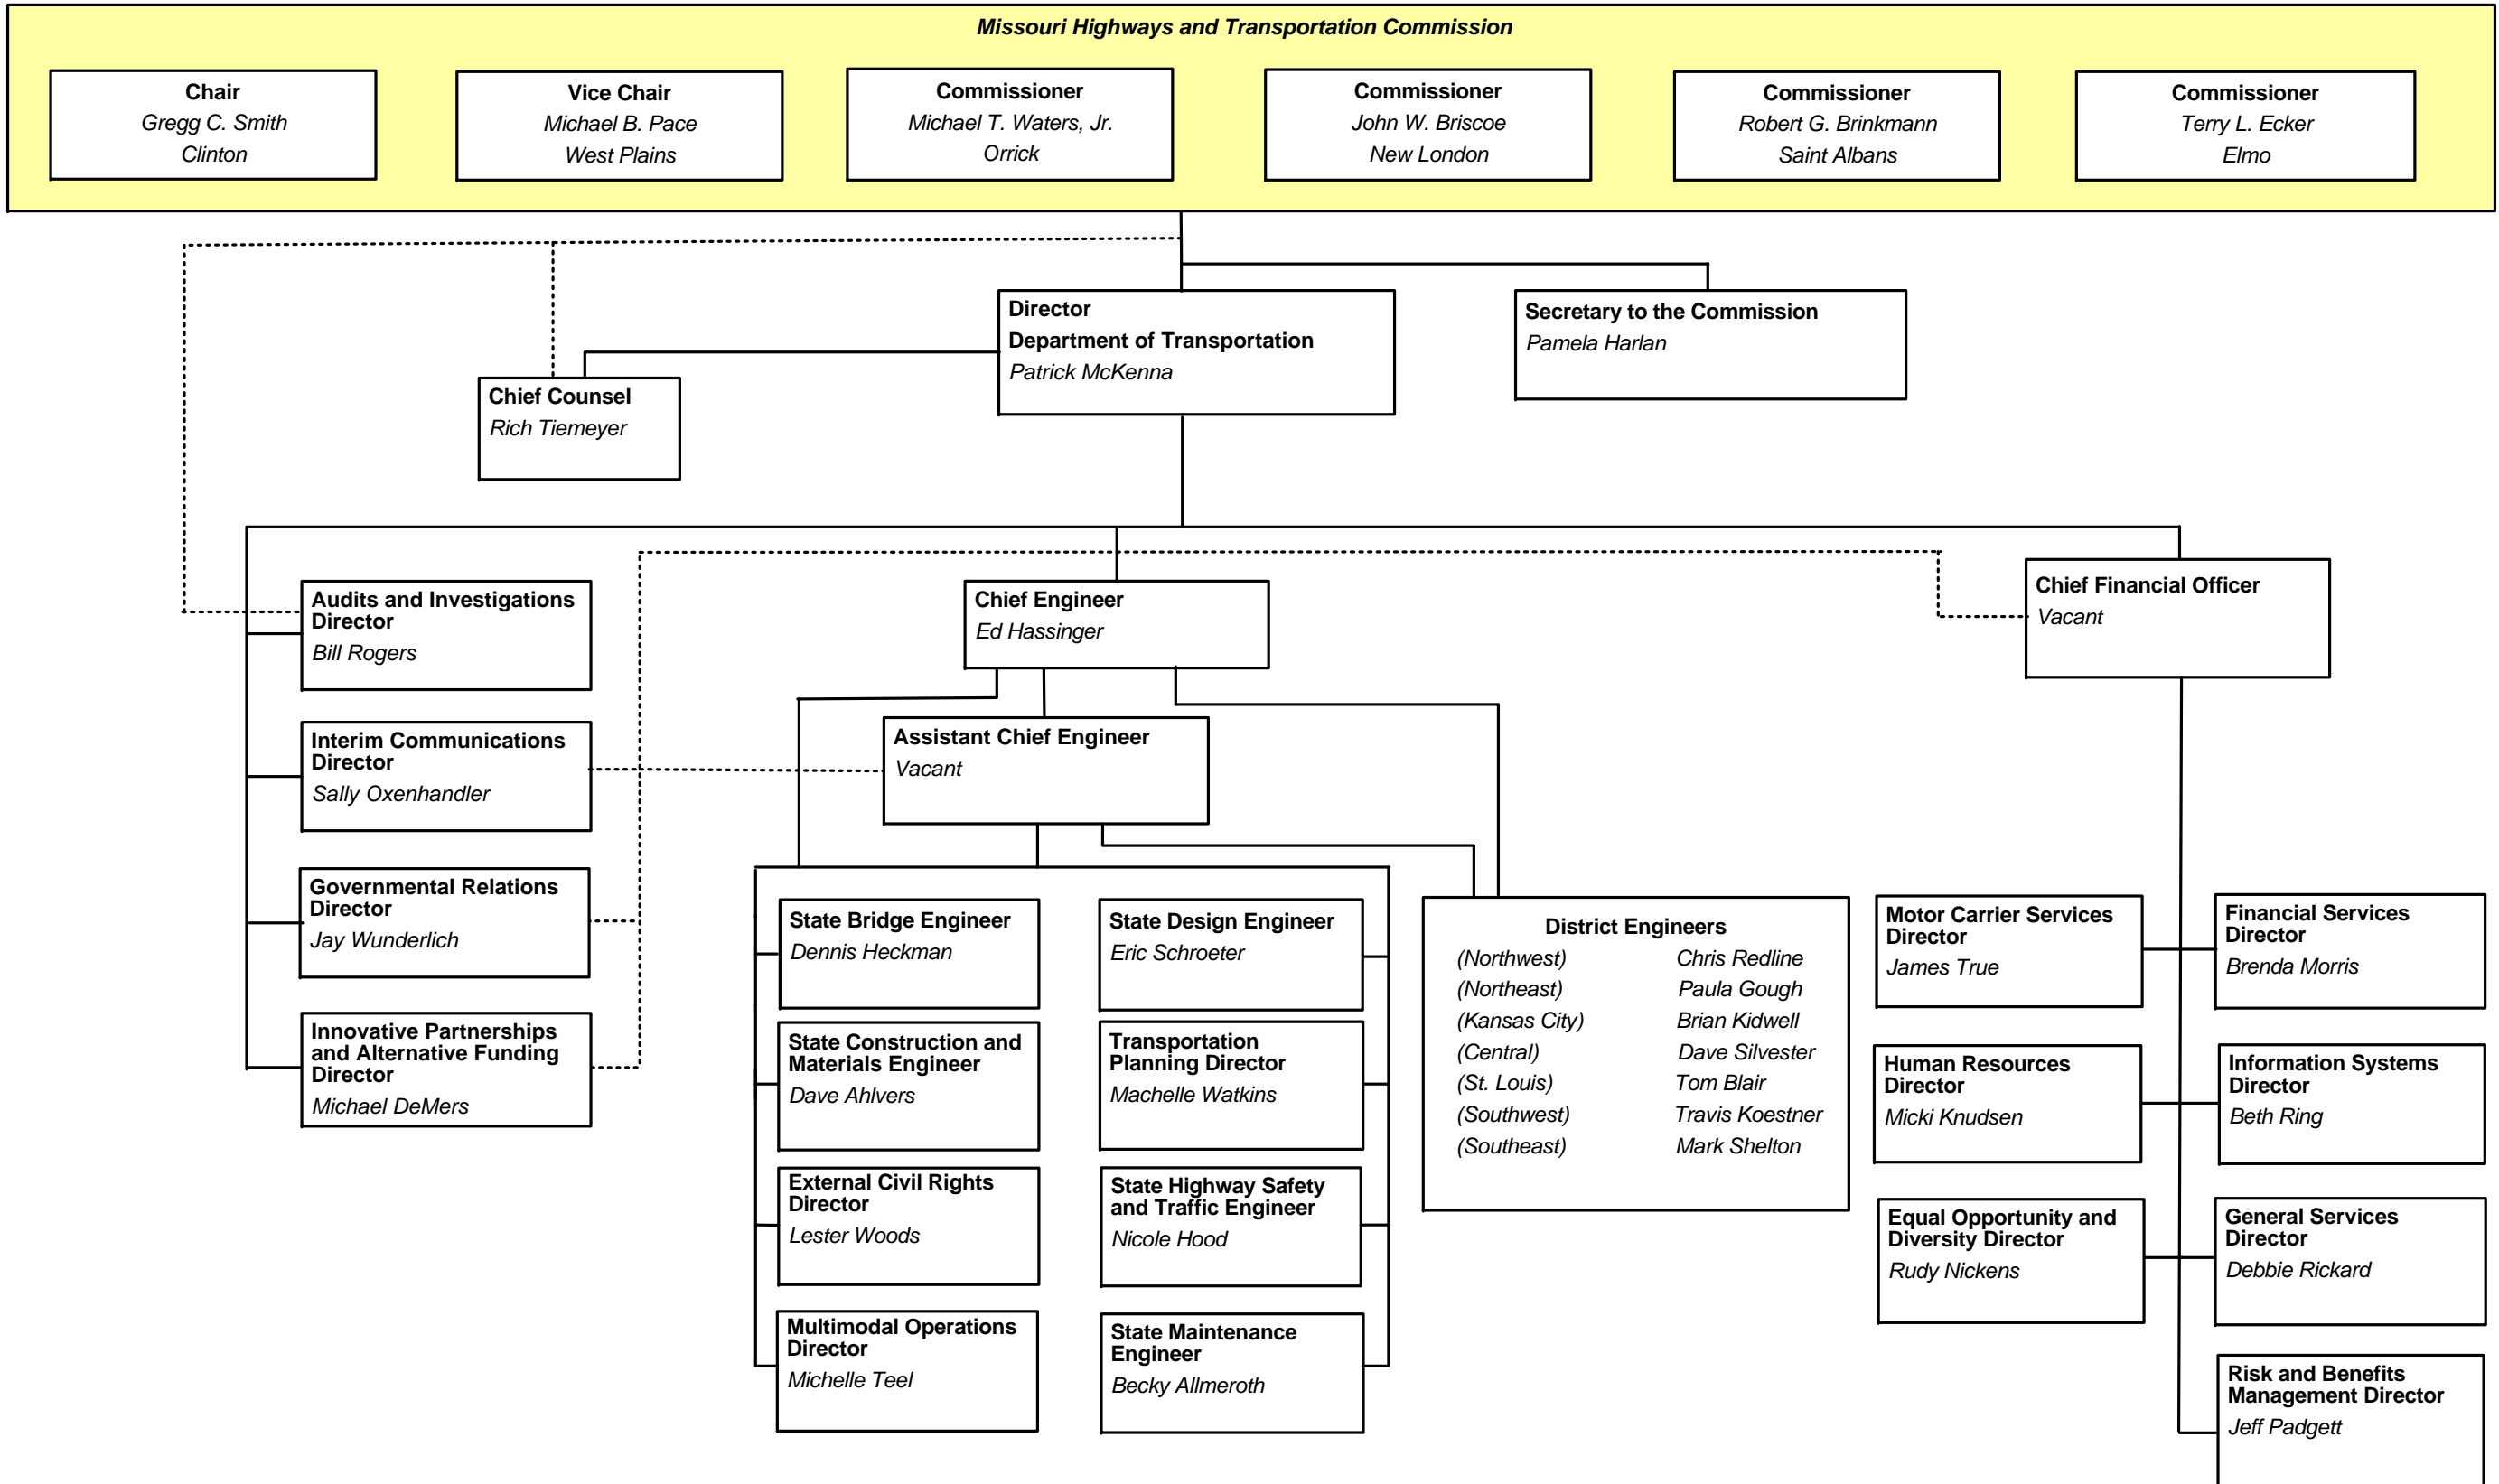 Missouri Highways and Transportation Commission
Chair
Gregg C. Smith
Clinton
Vice Chair
Michael B. Pace
West Plains
Commissioner
Michael T. Waters, Jr.
Orrick
Commissioner
John W. Briscoe
New London
Commissioner
Robert G. Brinkmann
Saint Albans
Commissioner
Terry L. Ecker
Elmo
Director
Department of Transportation
Patrick McKenna
Secretary to the Commission
Pamela Harlan
Chief Counsel
Rich Tiemeyer
Audits and Investigations
Director
Bill Rogers
Chief Engineer
Ed Hassinger
Chief Financial Officer
Vacant
Interim Communications
Director
Sally Oxenhandler
Assistant Chief Engineer
Vacant
Governmental Relations
Director
Jay Wunderlich
Innovative Partnerships
and Alternative Funding
Director
Michael DeMers
State Bridge Engineer
Dennis Heckman
State Design Engineer
Eric Schroeter
State Construction and
Materials Engineer
Dave Ahlvers
Transportation
Planning Director
Machelle Watkins
External Civil Rights
Director
Lester Woods
State Highway Safety
and Traffic Engineer
Nicole Hood
Multimodal Operations
Director
Michelle Teel
State Maintenance
Engineer
Becky Allmeroth
District Engineers
(Northwest) Chris Redline
(Northeast) Paula Gough
(Kansas City) Brian Kidwell
(Central) Dave Silvester
(St. Louis) Tom Blair
(Southwest) Travis Koestner
(Southeast) Mark Shelton
Motor Carrier Services
Director
James True
Financial Services
Director
Brenda Morris
Human Resources
Director
Micki Knudsen
Information Systems
Director
Beth Ring
Equal Opportunity and
Diversity Director
Rudy Nickens
General Services
Director
Debbie Rickard
Risk and Benefits
Management Director
Jeff Padgett